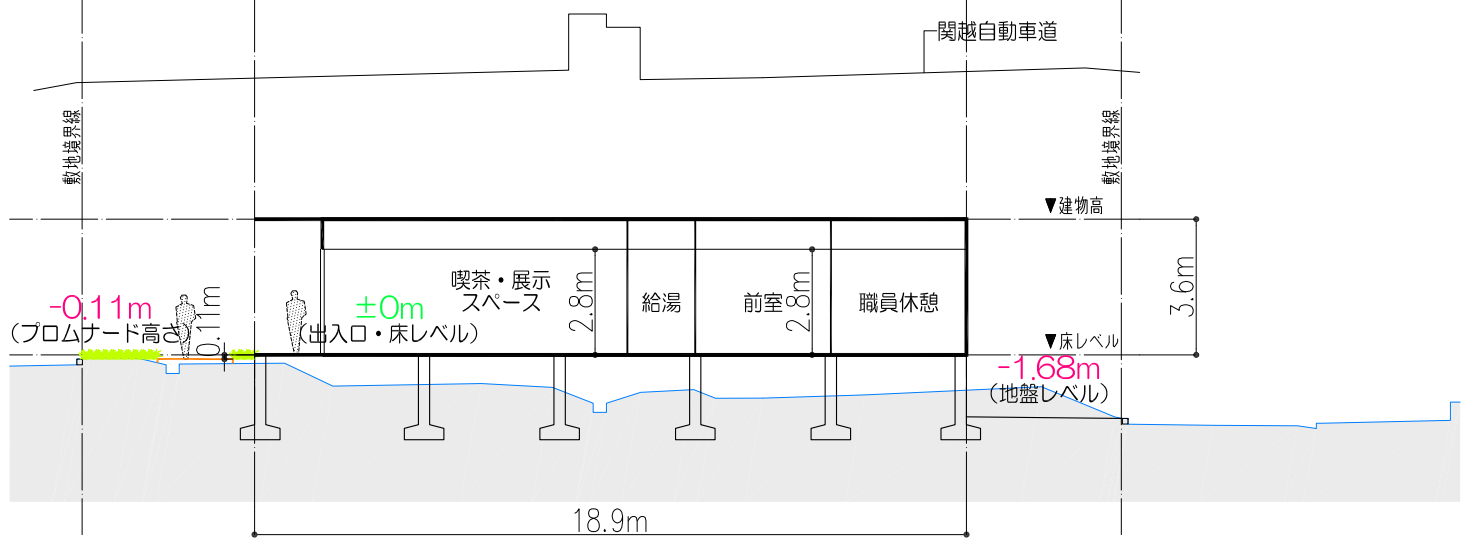 関越自動車道
敷地境界線
敷地境界線
▼建物高
喫茶・展示
スペース
2.8m
給湯
前室
2.8m
職員休憩
3.6m
-0.11m
(プロムナード高さ)
0.11m
±0m
(出入口・床レベル)
▼床レベル
-1.68m
(地盤レベル)
18.9m